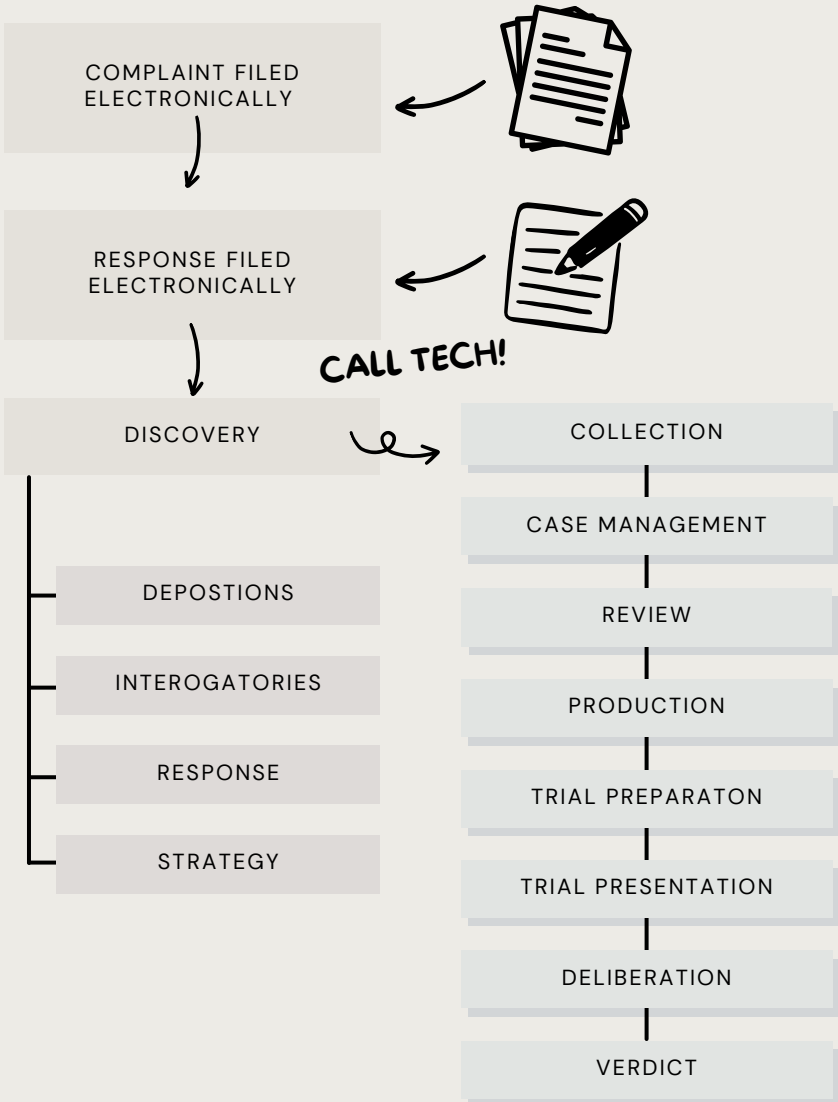 COMPLAINT FILED
ELECTRONICALLY
RESPONSE FILED
ELECTRONICALLY
CALL TECH!
DISCOVERY
DEPOSTIONS
INTEROGATORIES
RESPONSE
STRATEGY
COLLECTION
CASE MANAGEMENT
REVIEW
PRODUCTION
TRIAL PREPARATON
TRIAL PRESENTATION
DELIBERATION
VERDICT